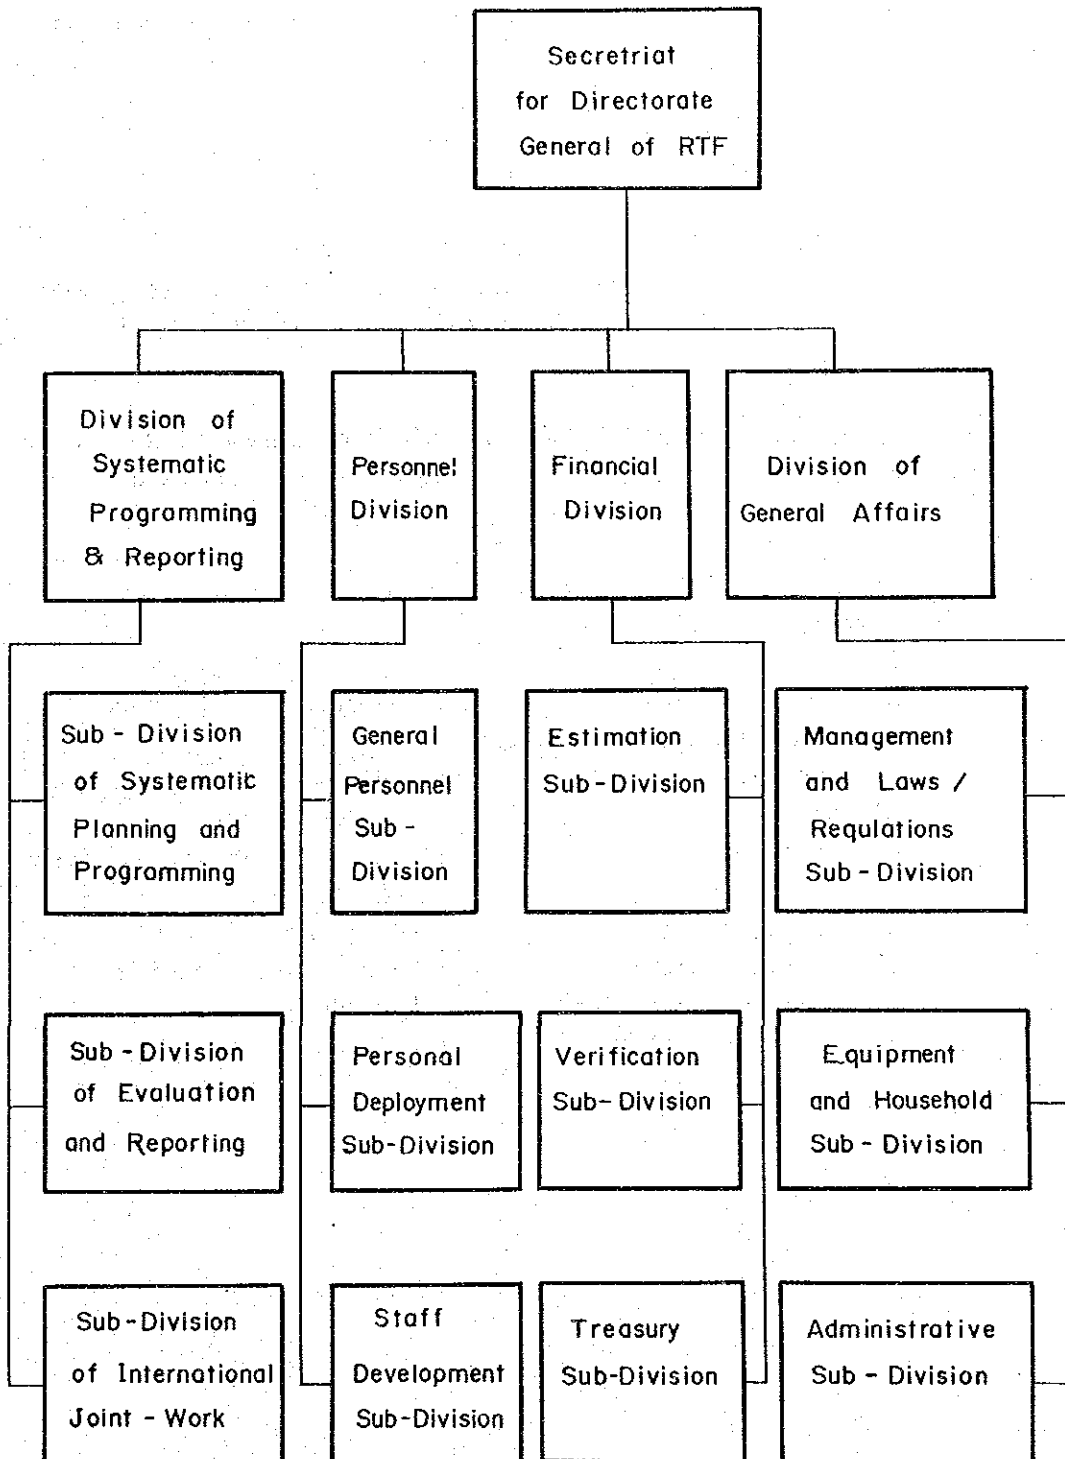 Secretriat
for Directorate
General of RTF
Division of
Systematic
Programming
& Reporting
Personnel
Division
Financial
Division
Division of
General Affairs
Sub - Division
of Systematic
Planning and
Programming
General
Personnel
Sub -
Division
Estimation
Sub - Division
Management
and Laws /
Requlations
Sub - Division
Sub - Division
of Evaluation
and Reporting
Personal
Deployment
Sub-Division
Verification
Sub- Division
Equipment
and Household
Sub - Division
Sub - Division
of International
Joint - Work
Staff
Development
Sub-Division
Treasury
Sub-Division
Administrative
Sub - Division